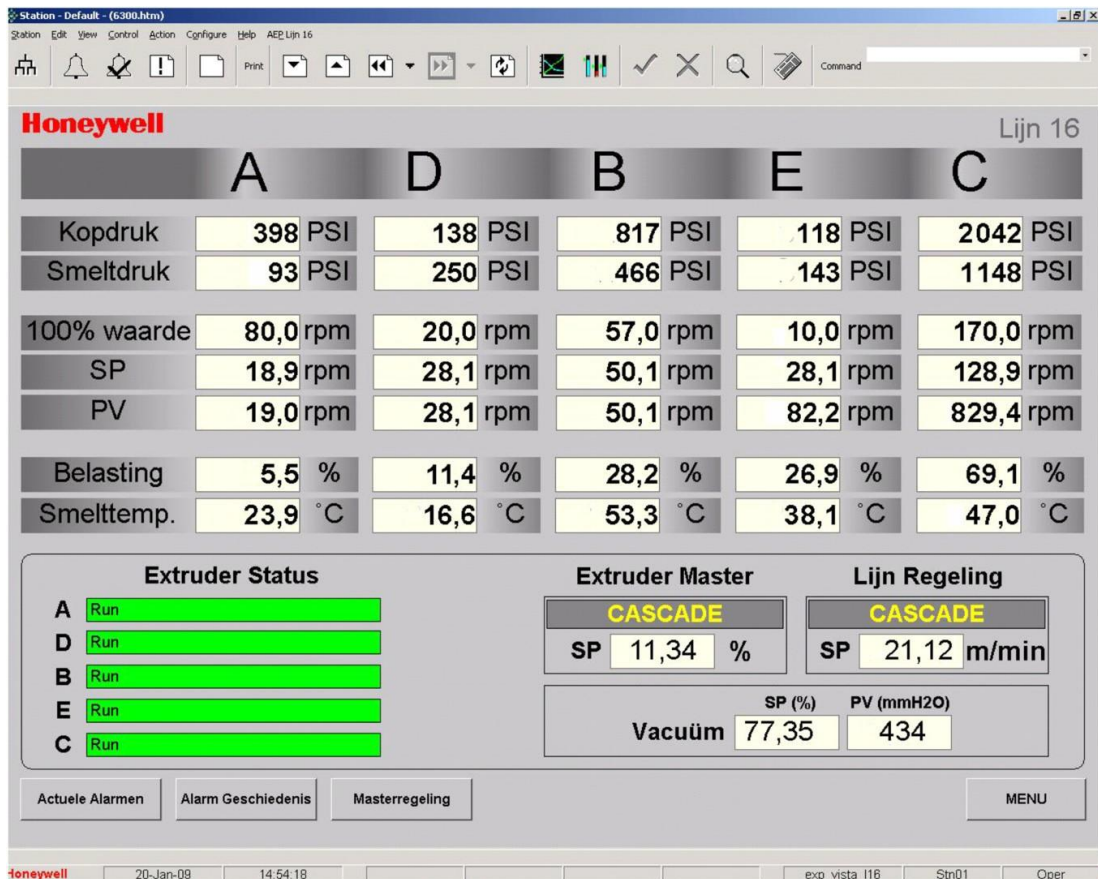 Station - Default - (6300.htm)
Station Edit View Control Action Configure Help AEP Lijn 16
Print Command
Honeywell
Lijn 16
A D B E C
Kopdruk 398 PSI 138 PSI 817 PSI 118 PSI 2042 PSI
Smeltdruk 93 PSI 250 PSI 466 PSI 143 PSI 1148 PSI
100% waarde 80,0 rpm 20,0 rpm 57,0 rpm 10,0 rpm 170,0 rpm
SP 18,9 rpm 28,1 rpm 50,1 rpm 28,1 rpm 128,9 rpm
PV 19,0 rpm 28,1 rpm 50,1 rpm 82,2 rpm 829,4 rpm
Belasting 5,5 % 11,4 % 28,2 % 26,9 % 69,1 %
Smelttemp. 23,9 °C 16,6 °C 53,3 °C 38,1 °C 47,0 °C
Extruder Status
A Run
D Run
B Run
E Run
C Run
Extruder Master
CASCADE
SP 11,34 %
Lijn Regeling
CASCADE
SP 21,12 m/min
SP (%) PV (mmH2O)
Vacuüm 77,35 434
Actuele Alarmen Alarm Geschiedenis Masterregeling MENU
Honeywell 20-Jan-09 14:54:18 exp_vista_l16 Stn01 Oper